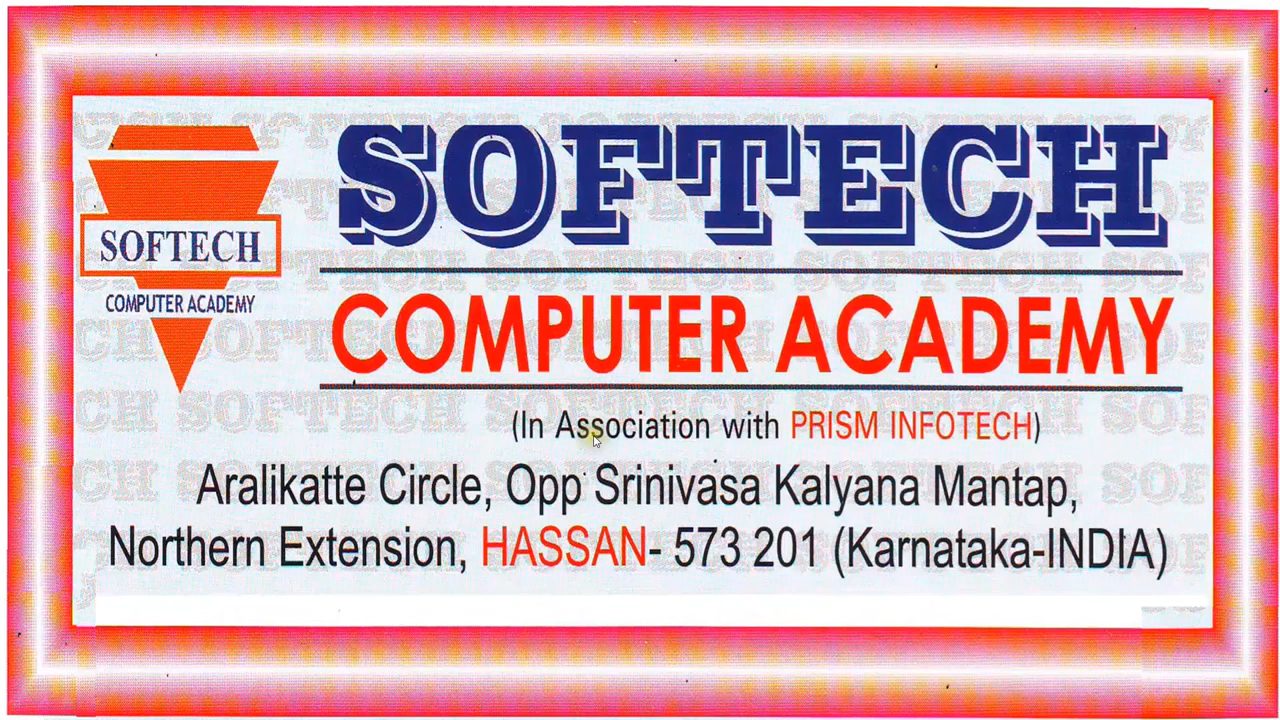 SOFTECH
COMPUTER ACADEMY
SOFTECH
COMPUTER ACADEMY
(In Association with PRISM INFOTECH)
Aralikatte Circle, Opp Srinivasa Kalyana Mantap,
Northern Extension, HASSAN- 573 201 (Karnataka-INDIA)